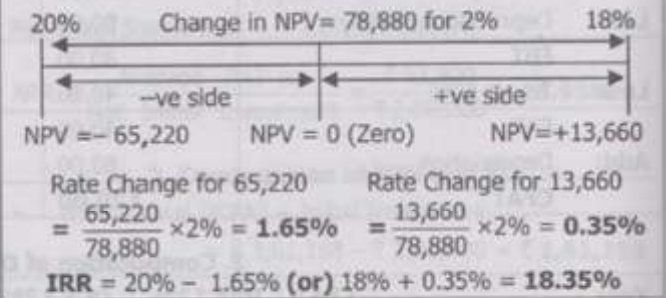 20% Change in NPV= 78,880 for 2% 18%
–ve side +ve side
NPV =– 65,220 NPV = 0 (Zero) NPV=+13,660
Rate Change for 65,220 Rate Change for 13,660
= 65,220/78,880 ×2% = 1.65% = 13,660/78,880 ×2% = 0.35%
IRR = 20% – 1.65% (or) 18% + 0.35% = 18.35%